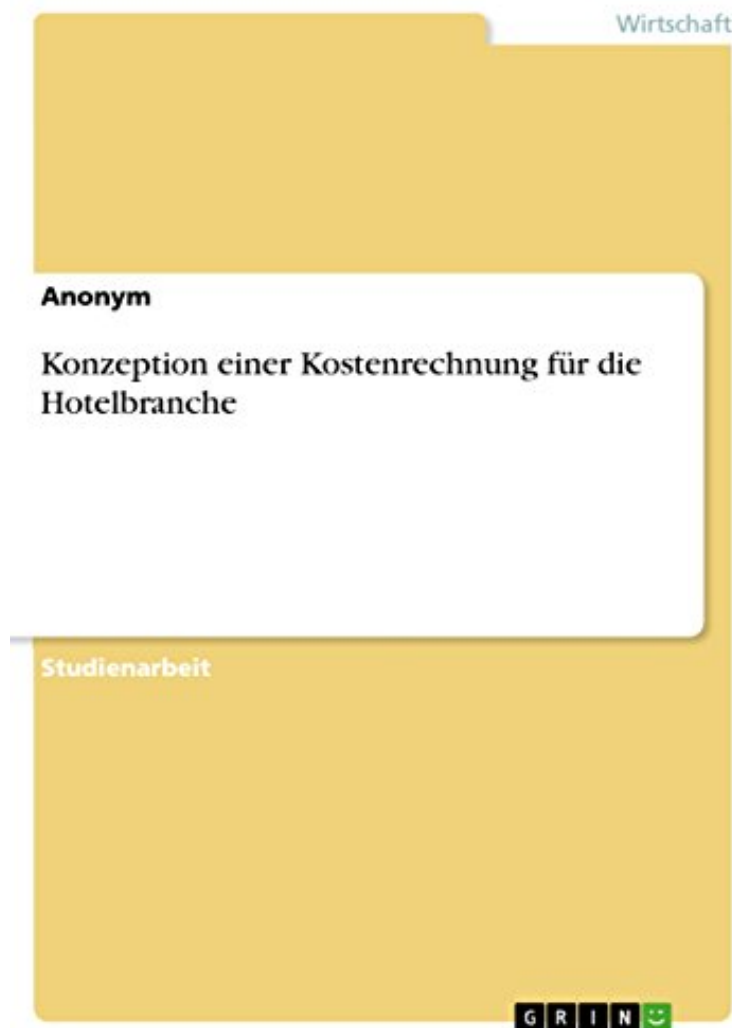 Wirtschaft
Anonym
Konzeption einer Kostenrechnung für die
Hotelbranche
Studienarbeit
GRIN